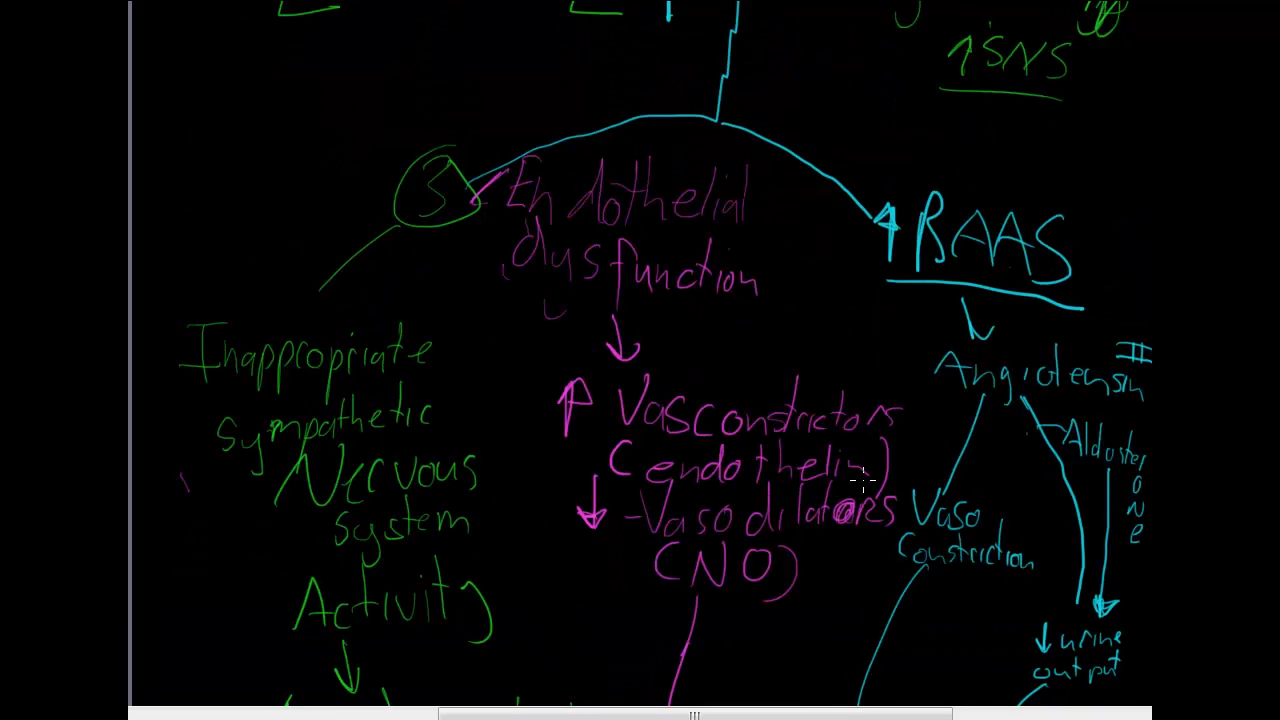 ↑SNS
3
Endothelial
dysfunction
↑RAAS
Inappropriate
sympathetic
Nervous
system
Activity
↑ Vasconstrictors
(endothelin)
↓ -Vasodilators
(NO)
Angiotensin II
Aldosterone
Vaso
Constriction
↓ urine
output